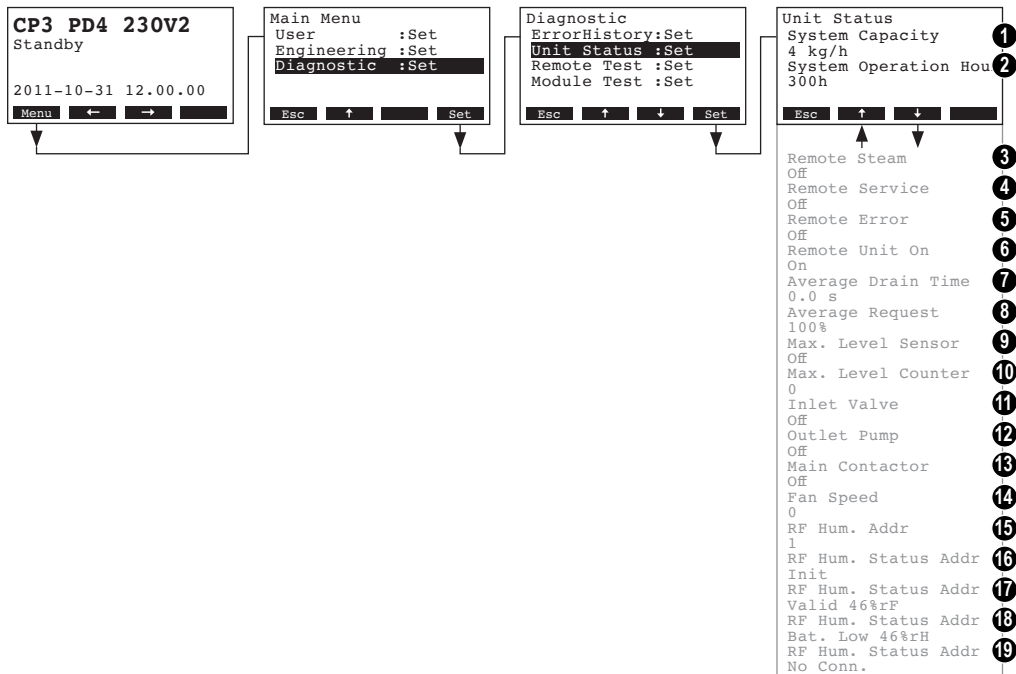 CP3 PD4 230V2
Standby
2011-10-31 12.00.00
Menu ← →
Main Menu
User :Set
Engineering :Set
Diagnostic :Set
Esc ↑ Set
Diagnostic
ErrorHistory:Set
Unit Status :Set
Remote Test :Set
Module Test :Set
Esc ↑ ↓ Set
Unit Status
System Capacity 1
4 kg/h
System Operation Hou 2
300h
Esc ↑ ↓
Remote Steam 3
Off
Remote Service 4
Off
Remote Error 5
Off
Remote Unit On 6
On
Average Drain Time 7
0.0 s
Average Request 8
100%
Max. Level Sensor 9
Off
Max. Level Counter 10
0
Inlet Valve 11
Off
Outlet Pump 12
Off
Main Contactor 13
Off
Fan Speed 14
0
RF Hum. Addr 15
1
RF Hum. Status Addr 16
Init
RF Hum. Status Addr 17
Valid 46%rF
RF Hum. Status Addr 18
Bat. Low 46%rH
RF Hum. Status Addr 19
No Conn.